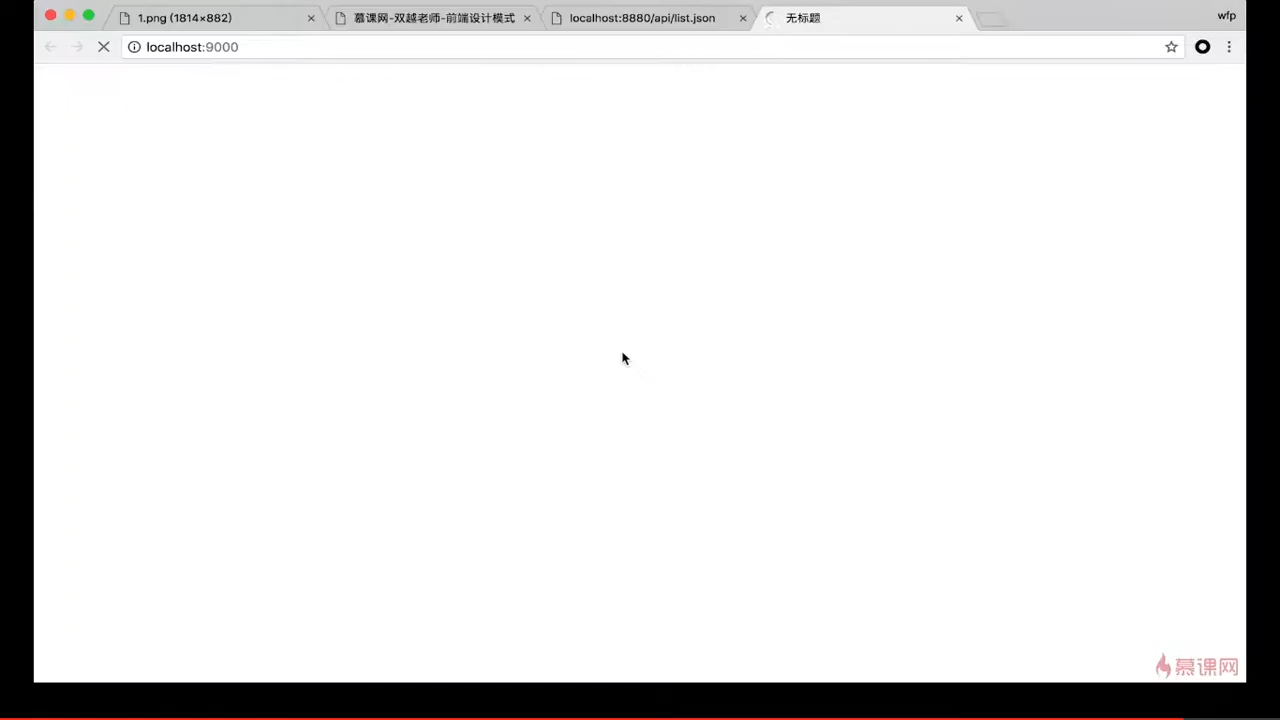 1.png (1814×882)
慕课网-双越老师-前端设计模式
localhost:8880/api/list.json
无标题
wfp
localhost:9000
慕课网